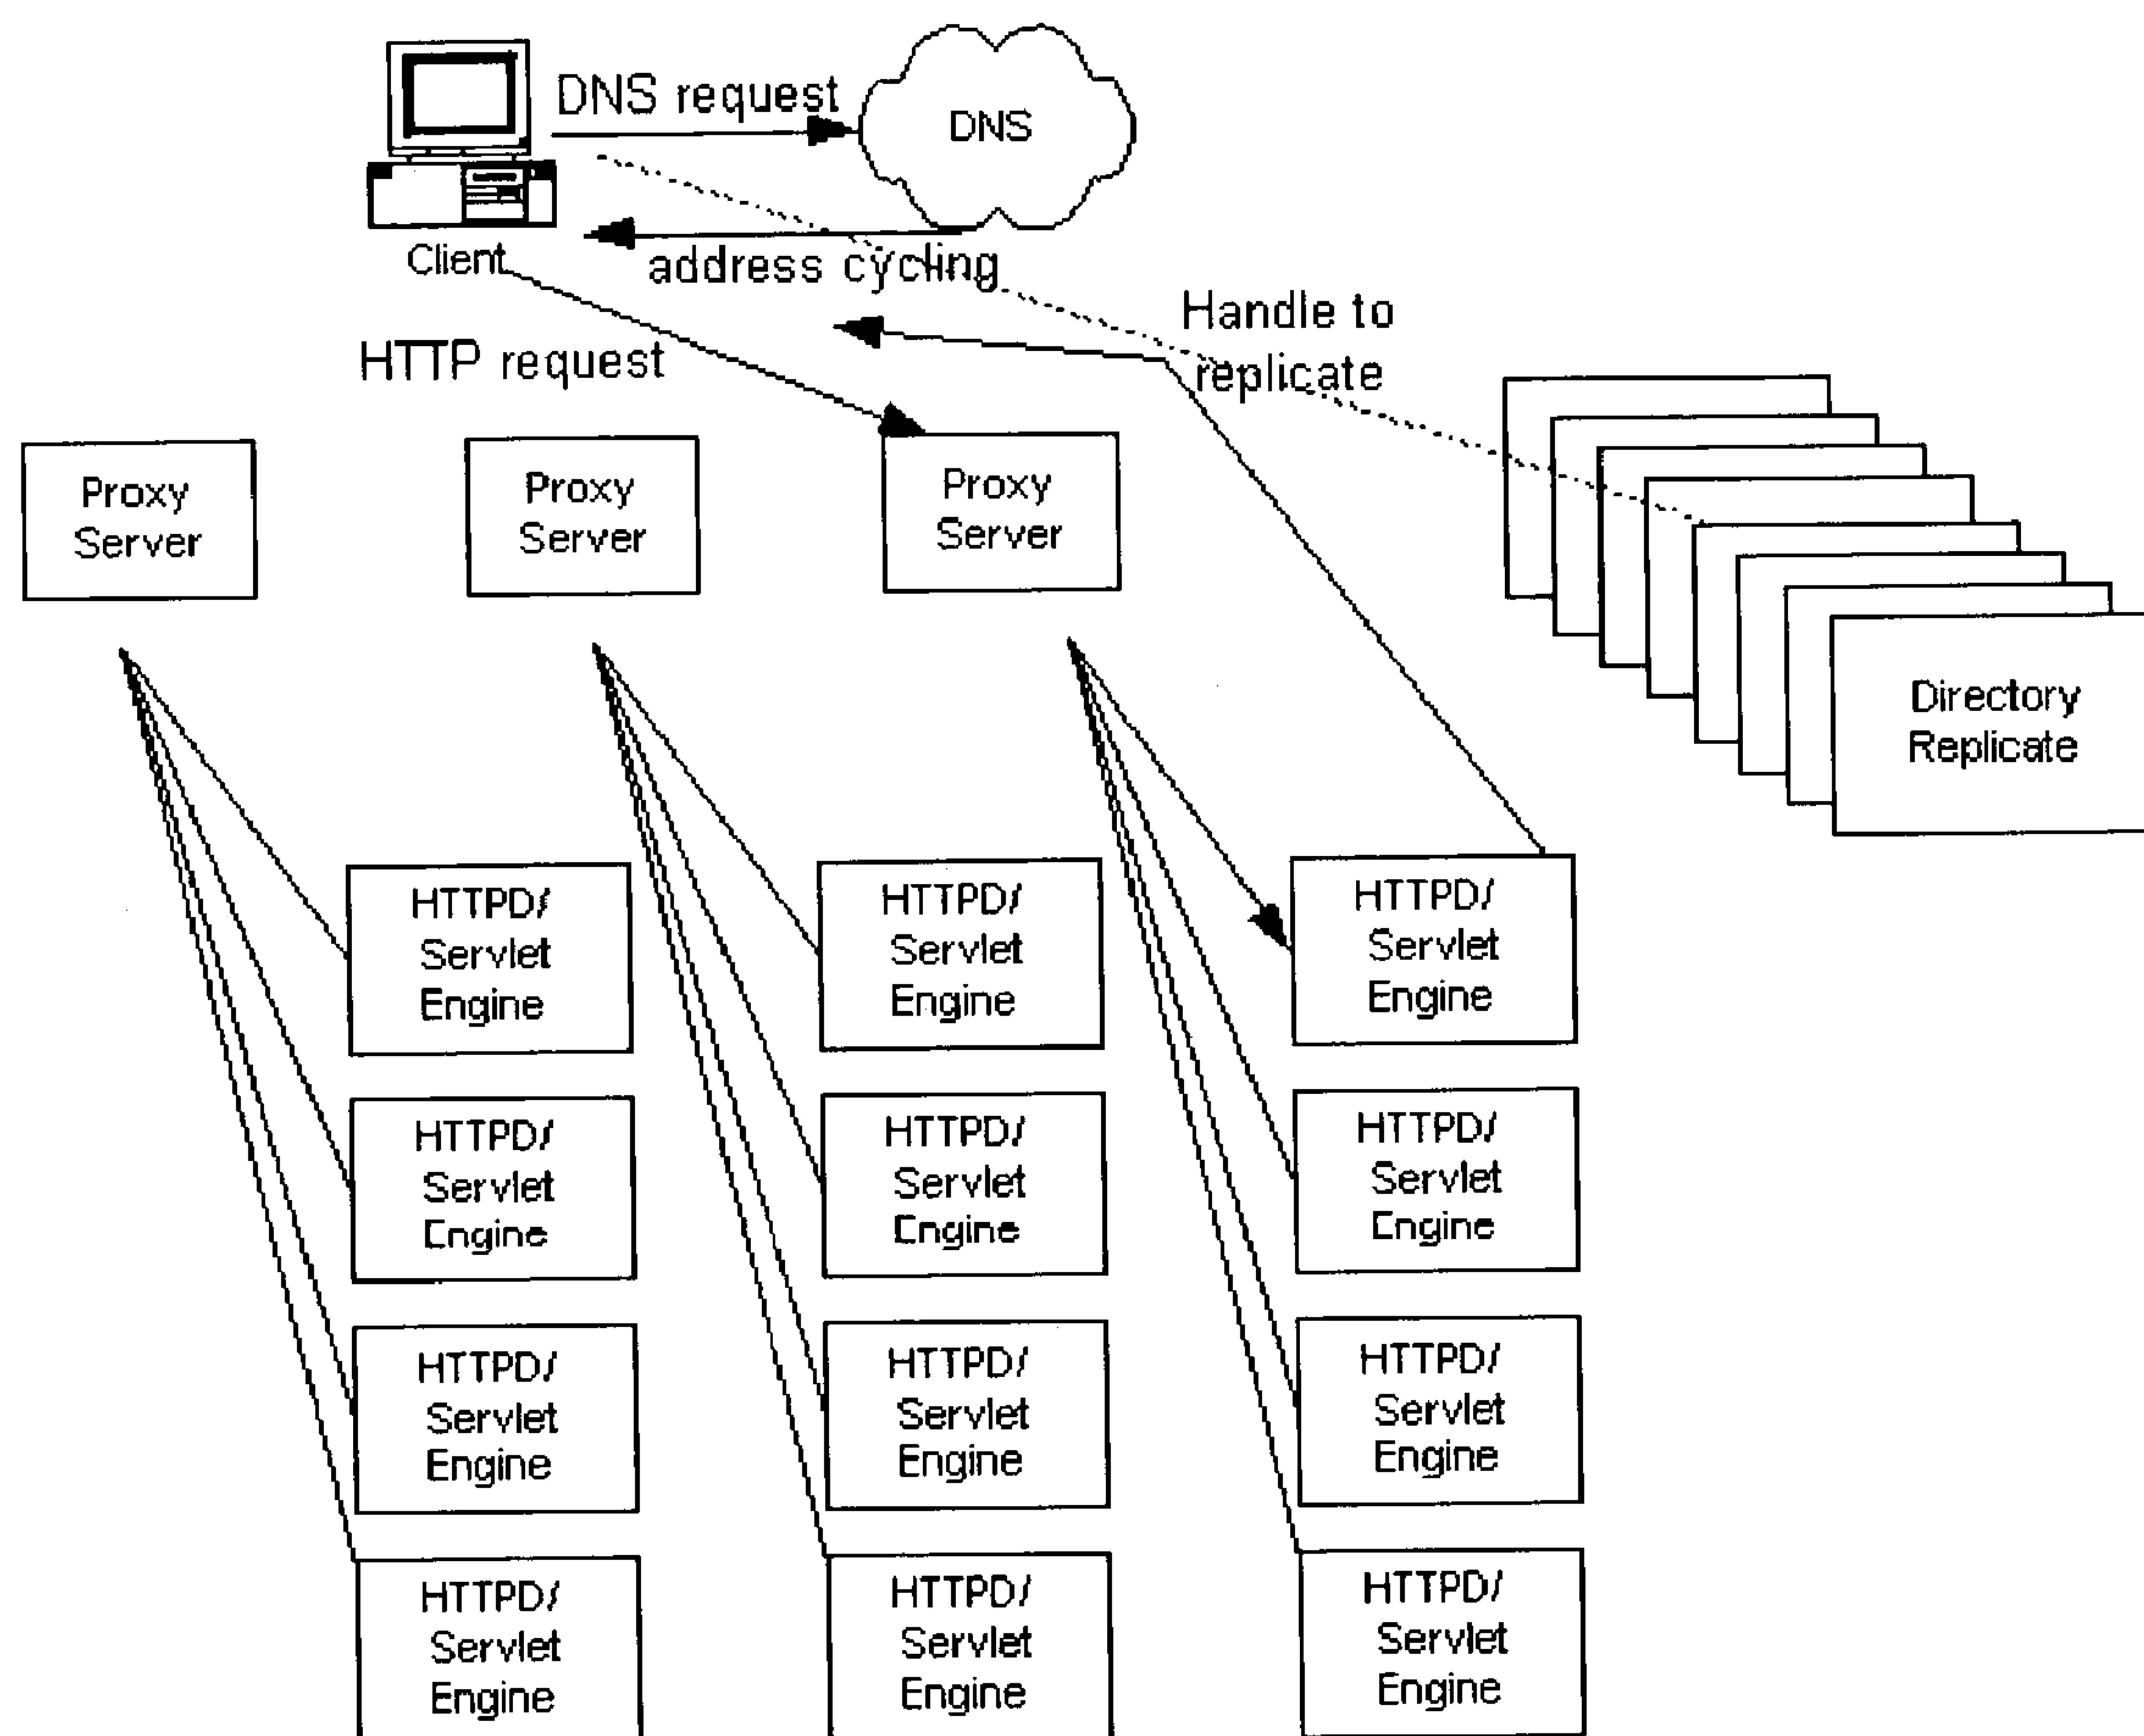 DNS request
DNS
Client
address cycling
Handle to
replicate
HTTP request
Proxy
Server
Proxy
Server
Proxy
Server
Directory
Replicate
HTTPD/
Servlet
Engine
HTTPD/
Servlet
Engine
HTTPD/
Servlet
Engine
HTTPD/
Servlet
Engine
HTTPD/
Servlet
Engine
HTTPD/
Servlet
Engine
HTTPD/
Servlet
Engine
HTTPD/
Servlet
Engine
HTTPD/
Servlet
Engine
HTTPD/
Servlet
Engine
HTTPD/
Servlet
Engine
HTTPD/
Servlet
Engine